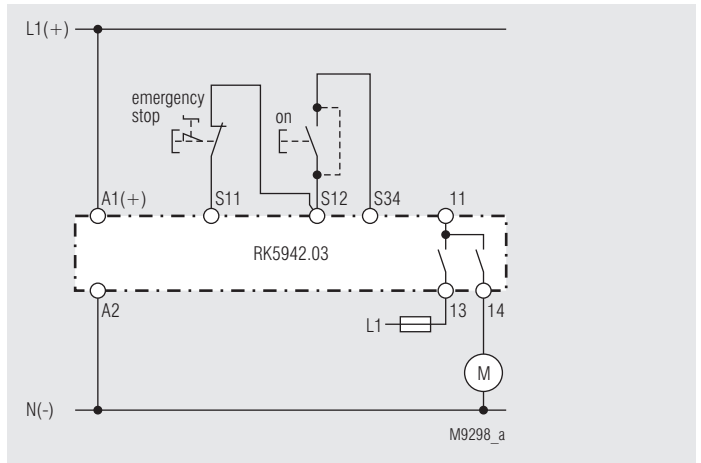 L1(+)
emergency
stop
on
A1(+)
S11
S12
S34
11
RK5942.03
A2
13
14
L1
M
N(-)
M9298_a